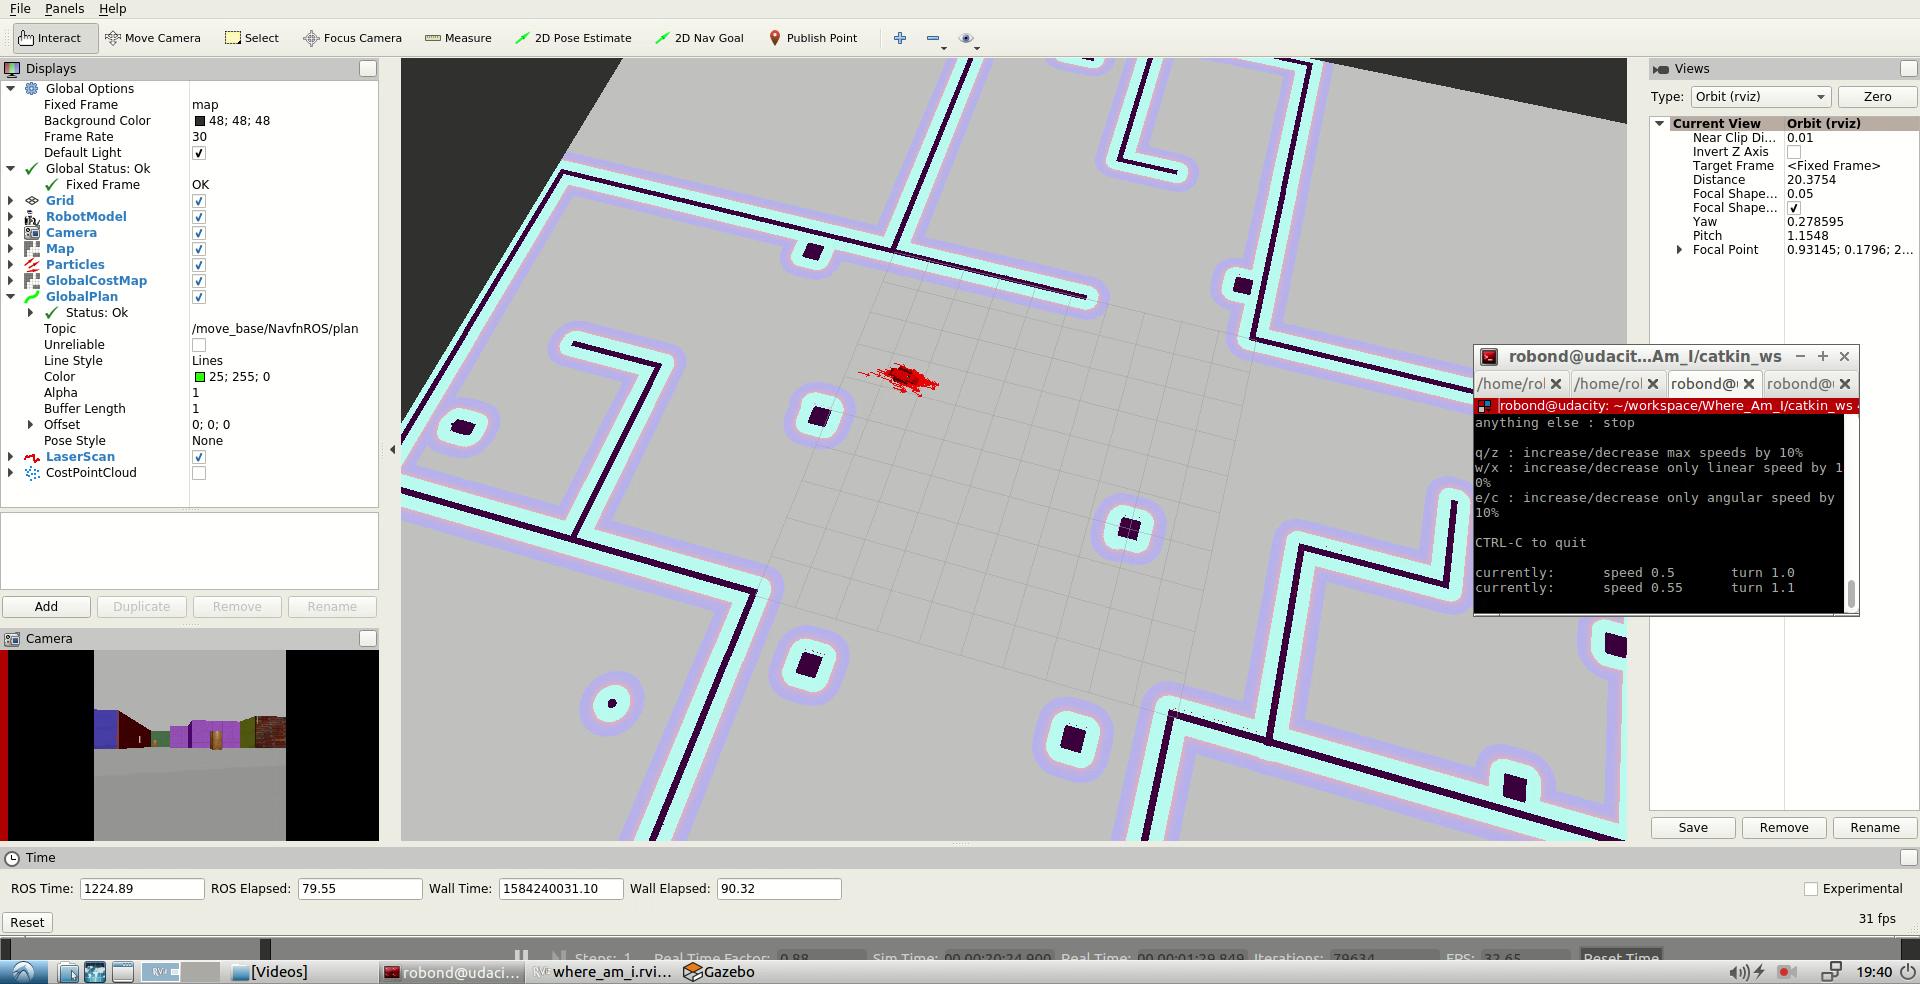 File Panels Help
Interact Move Camera Select Focus Camera Measure 2D Pose Estimate 2D Nav Goal Publish Point
Displays
Global Options
Fixed Frame map
Background Color 48; 48; 48
Frame Rate 30
Default Light
Global Status: Ok
Fixed Frame OK
Grid
RobotModel
Camera
Map
Particles
GlobalCostMap
GlobalPlan
Status: Ok
Topic /move_base/NavfnROS/plan
Unreliable
Line Style Lines
Color 25; 255; 0
Alpha 1
Buffer Length 1
Offset 0; 0; 0
Pose Style None
LaserScan
CostPointCloud
Add Duplicate Remove Rename
Camera
Views
Type: Orbit (rviz) Zero
Current View Orbit (rviz)
Near Clip Di... 0.01
Invert Z Axis
Target Frame <Fixed Frame>
Distance 20.3754
Focal Shape... 0.05
Focal Shape...
Yaw 0.278595
Pitch 1.1548
Focal Point 0.93145; 0.1796; 2...
robond@udacit...Am_I/catkin_ws
/home/rol /home/rol robond@ robond@
robond@udacity: ~/workspace/Where_Am_I/catkin_ws
anything else : stop
q/z : increase/decrease max speeds by 10%
w/x : increase/decrease only linear speed by 1
0%
e/c : increase/decrease only angular speed by
10%
CTRL-C to quit
currently: speed 0.5 turn 1.0
currently: speed 0.55 turn 1.1
Save Remove Rename
Time
ROS Time: 1224.89 ROS Elapsed: 79.55 Wall Time: 1584240031.10 Wall Elapsed: 90.32 Experimental
Reset 31 fps
Steps: 1 Real Time Factor: 0.88 Sim Time: 00 00:20:24.900 Real Time: 00 00:01:29.849 Iterations: 79634 FPS: 32.65 Reset Time
[Videos] robond@udaci... where_am_i.rvi... Gazebo 19:40